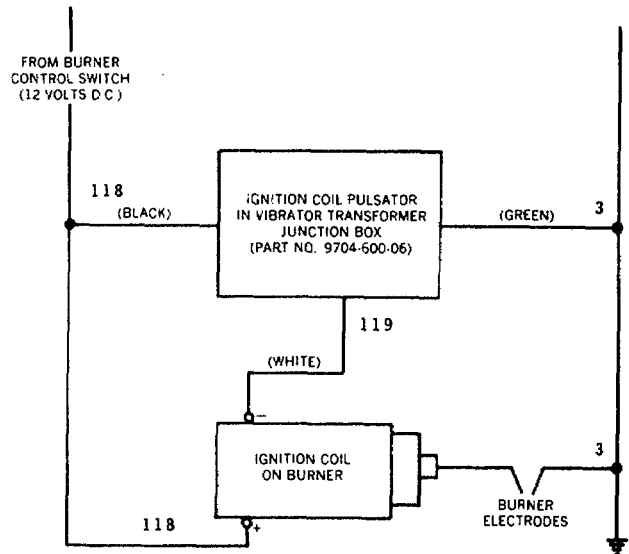 FROM BURNER
CONTROL SWITCH
(12 VOLTS D C)
118
(BLACK)
IGNITION COIL PULSATOR
IN VIBRATOR TRANSFORMER
JUNCTION BOX
(PART NO. 9704-600-06)
(GREEN)
3
119
(WHITE)
−
IGNITION COIL
ON BURNER
3
BURNER
ELECTRODES
118
+